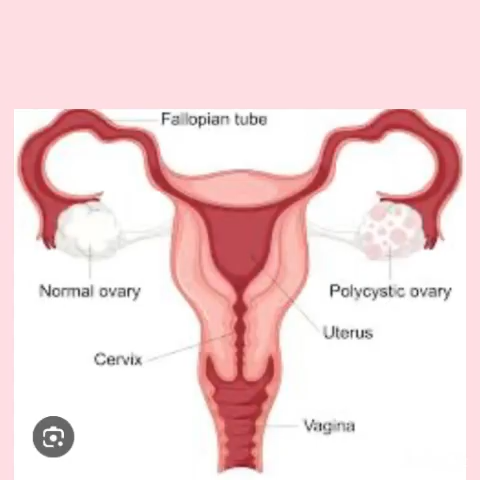 Fallopian tube
Normal ovary
Polycystic ovary
Uterus
Cervix
Vagina